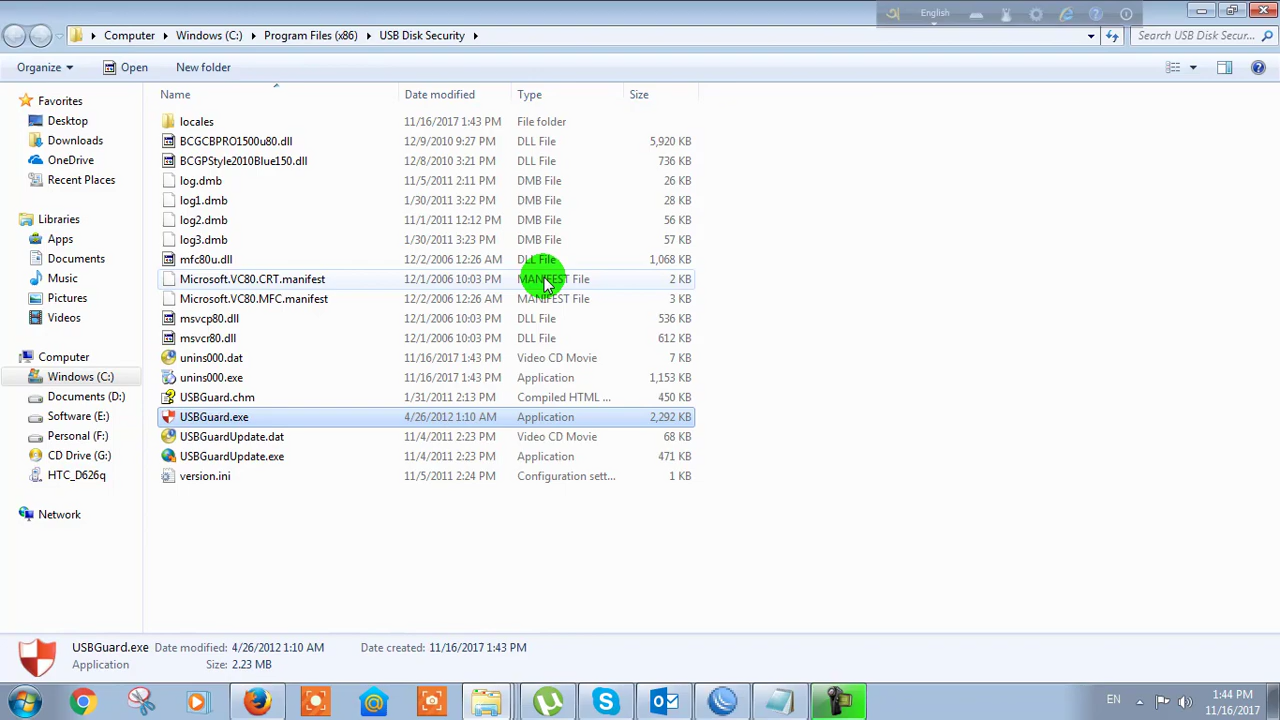 English
Computer Windows (C:) Program Files (x86) USB Disk Security
Search USB Disk Secur...
Organize Open New folder
Name Date modified Type Size
Favorites
Desktop
Downloads
OneDrive
Recent Places
Libraries
Apps
Documents
Music
Pictures
Videos
Computer
Windows (C:)
Documents (D:)
Software (E:)
Personal (F:)
CD Drive (G:)
HTC_D626q
Network
locales 11/16/2017 1:43 PM File folder
BCGCBPRO1500u80.dll 12/9/2010 9:27 PM DLL File 5,920 KB
BCGPStyle2010Blue150.dll 12/8/2010 3:21 PM DLL File 736 KB
log.dmb 11/5/2011 2:11 PM DMB File 26 KB
log1.dmb 1/30/2011 3:22 PM DMB File 28 KB
log2.dmb 11/1/2011 12:12 PM DMB File 56 KB
log3.dmb 1/30/2011 3:23 PM DMB File 57 KB
mfc80u.dll 12/2/2006 12:26 AM DLL File 1,068 KB
Microsoft.VC80.CRT.manifest 12/1/2006 10:03 PM MANIFEST File 2 KB
Microsoft.VC80.MFC.manifest 12/2/2006 12:26 AM MANIFEST File 3 KB
msvcp80.dll 12/1/2006 10:03 PM DLL File 536 KB
msvcr80.dll 12/1/2006 10:03 PM DLL File 612 KB
unins000.dat 11/16/2017 1:43 PM Video CD Movie 7 KB
unins000.exe 11/16/2017 1:43 PM Application 1,153 KB
USBGuard.chm 1/31/2011 2:13 PM Compiled HTML ... 450 KB
USBGuard.exe 4/26/2012 1:10 AM Application 2,292 KB
USBGuardUpdate.dat 11/4/2011 2:23 PM Video CD Movie 68 KB
USBGuardUpdate.exe 11/4/2011 2:23 PM Application 471 KB
version.ini 11/5/2011 2:24 PM Configuration sett... 1 KB
USBGuard.exe Date modified: 4/26/2012 1:10 AM Date created: 11/16/2017 1:43 PM
Application Size: 2.23 MB
EN
1:44 PM
11/16/2017